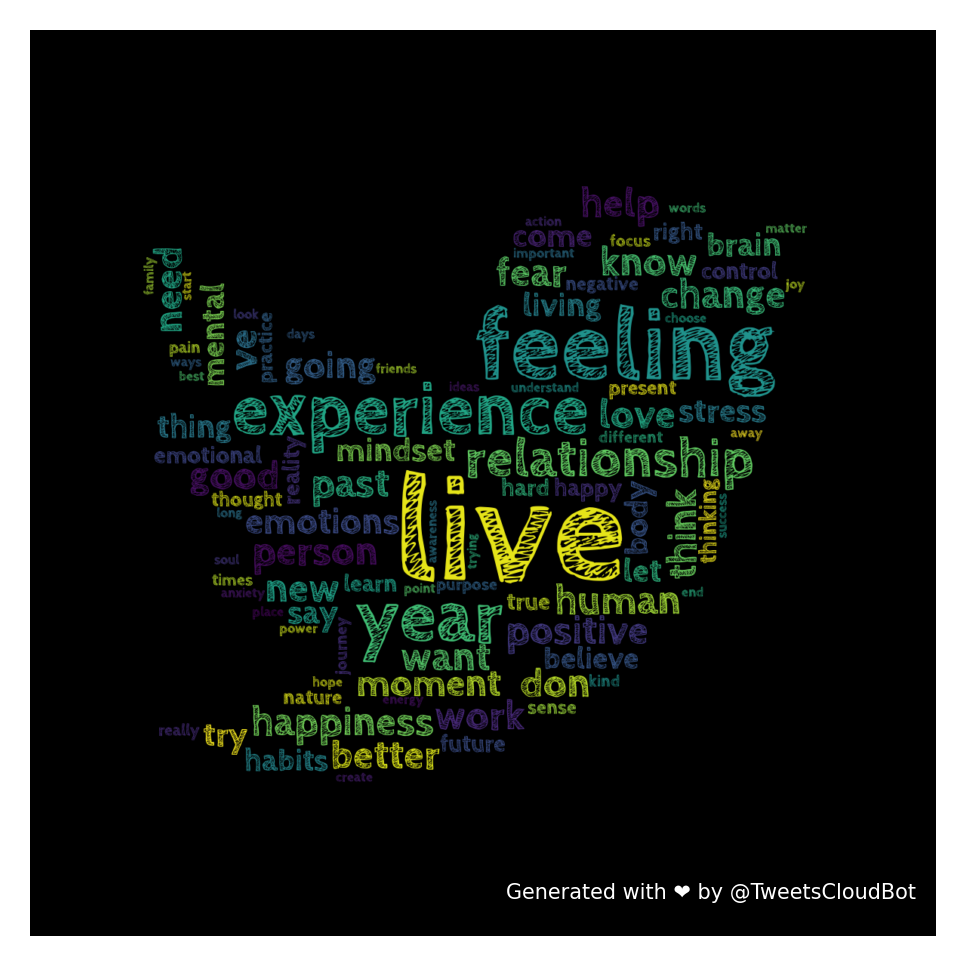 help
words
action
come
right
matter
important
focus
brain
know
control
fear
negative
change
joy
family
need
start
mental
living
choose
look
ve
practice
days
feeling
pain
ways
best
going
friends
ideas
understand
present
experience
love
stress
thing
different
away
emotional
reality
mindset
relationship
good
thought
past
hard
happy
body
think
thinking
success
long
emotions
live
awareness
trying
soul
person
let
times
anxiety
new
learn
point
purpose
end
place
say
power
year
true
human
journey
positive
want
believe
hope
moment
don
kind
nature
energy
sense
really
try
happiness
work
habits
better
future
create
Generated with ❤ by @TweetsCloudBot